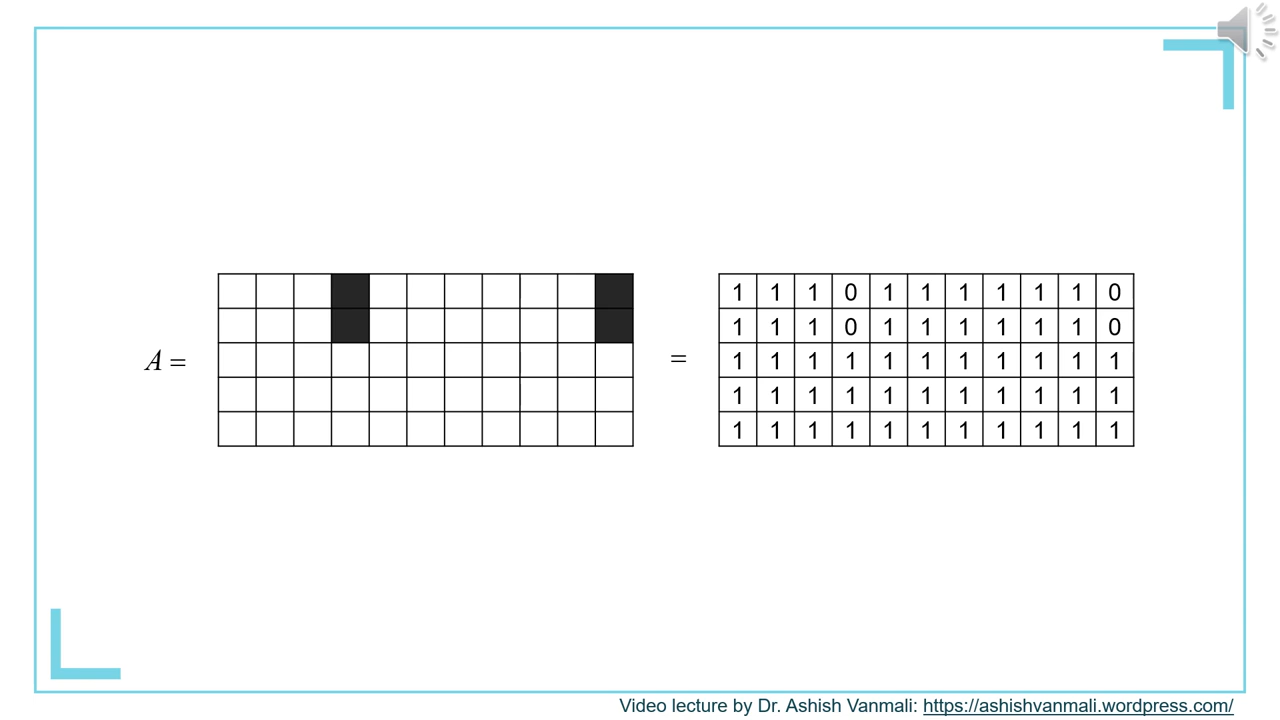 A =
=
1 1 1 0 1 1 1 1 1 1 0
1 1 1 0 1 1 1 1 1 1 0
1 1 1 1 1 1 1 1 1 1 1
1 1 1 1 1 1 1 1 1 1 1
1 1 1 1 1 1 1 1 1 1 1
Video lecture by Dr. Ashish Vanmali: https://ashishvanmali.wordpress.com/